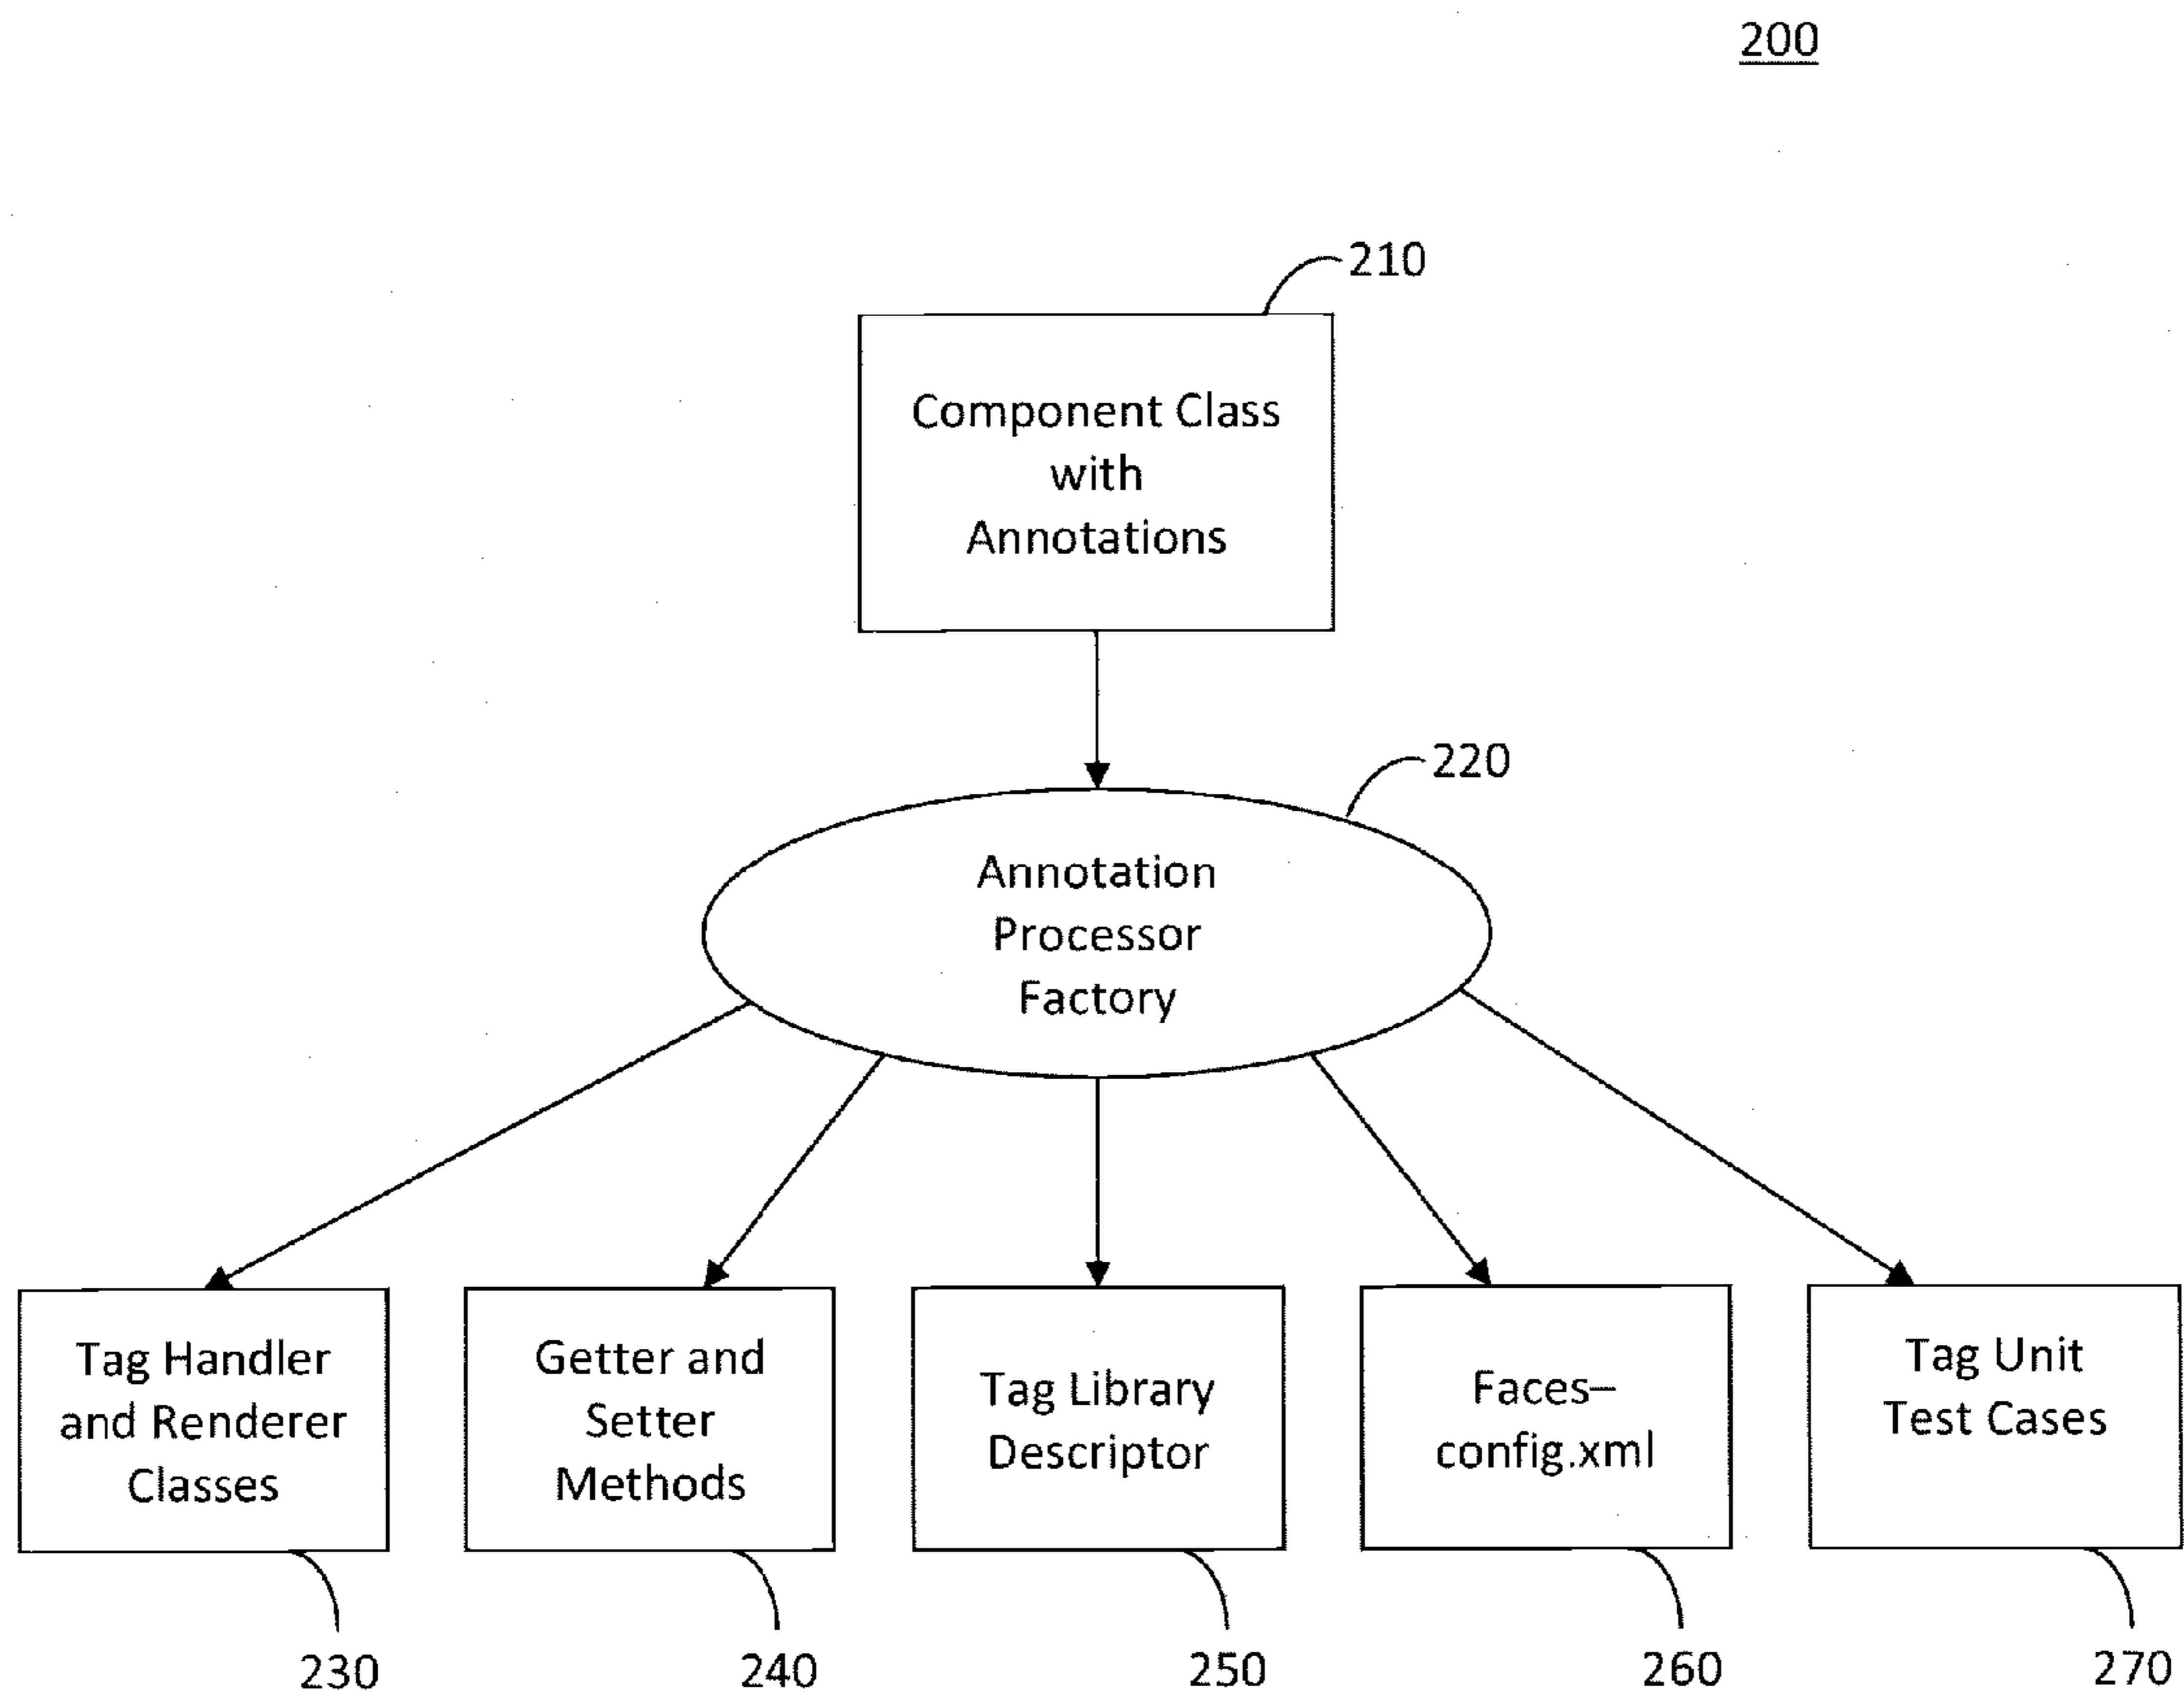 200
210
Component Class
with
Annotations
220
Annotation
Processor
Factory
Tag Handler
and Renderer
Classes
Getter and
Setter
Methods
Tag Library
Descriptor
Faces–
config.xml
Tag Unit
Test Cases
230
240
250
260
270